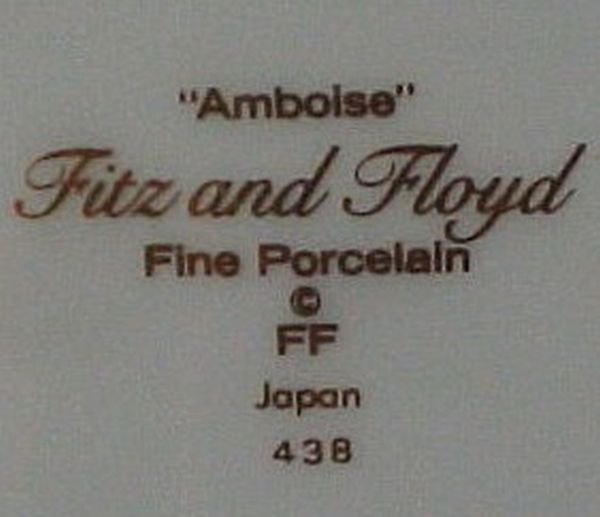 "Amboise"
Fitz and Floyd
Fine Porcelain
©
FF
Japan
438